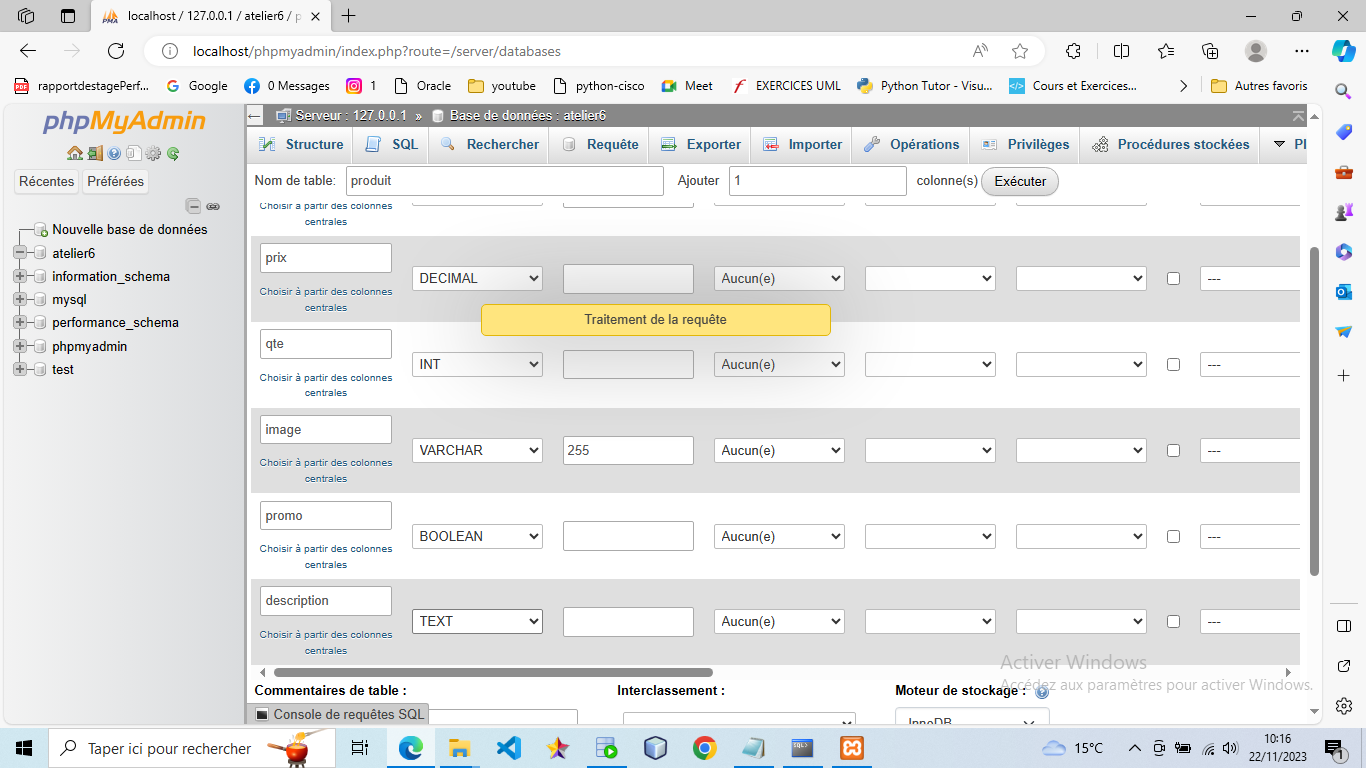 localhost / 127.0.0.1 / atelier6 / p
localhost/phpmyadmin/index.php?route=/server/databases
rapportdestagePerf...
Google
0 Messages
1
Oracle
youtube
python-cisco
Meet
EXERCICES UML
Python Tutor - Visu...
Cours et Exercices...
Autres favoris
phpMyAdmin
Récentes
Préférées
Nouvelle base de données
atelier6
information_schema
mysql
performance_schema
phpmyadmin
test
Serveur : 127.0.0.1 » Base de données : atelier6
Structure
SQL
Rechercher
Requête
Exporter
Importer
Opérations
Privilèges
Procédures stockées
Nom de table: produit Ajouter 1 colonne(s) Exécuter
Choisir à partir des colonnes
centrales
prix
DECIMAL
Aucun(e)
---
Choisir à partir des colonnes
centrales
Traitement de la requête
qte
INT
Aucun(e)
---
Choisir à partir des colonnes
centrales
image
VARCHAR
255
Aucun(e)
---
Choisir à partir des colonnes
centrales
promo
BOOLEAN
Aucun(e)
---
Choisir à partir des colonnes
centrales
description
TEXT
Aucun(e)
---
Choisir à partir des colonnes
centrales
Activer Windows
Accédez aux paramètres pour activer Windows.
Commentaires de table :
Interclassement :
Moteur de stockage :
InnoDB
Console de requêtes SQL
Taper ici pour rechercher
15°C
10:16
22/11/2023
1